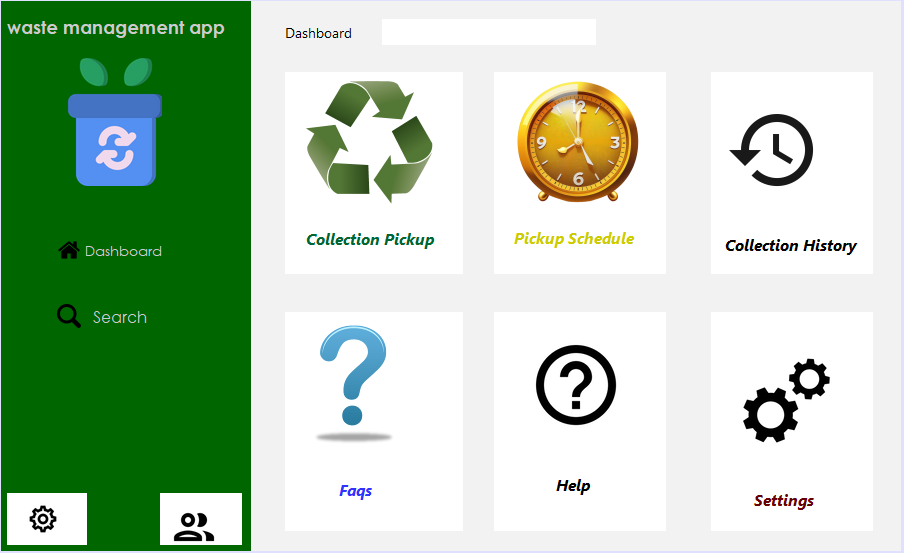 waste management app
Dashboard
Search
Dashboard
12
9
3
6
Collection Pickup
Pickup Schedule
Collection History
?
?
Faqs
Help
Settings